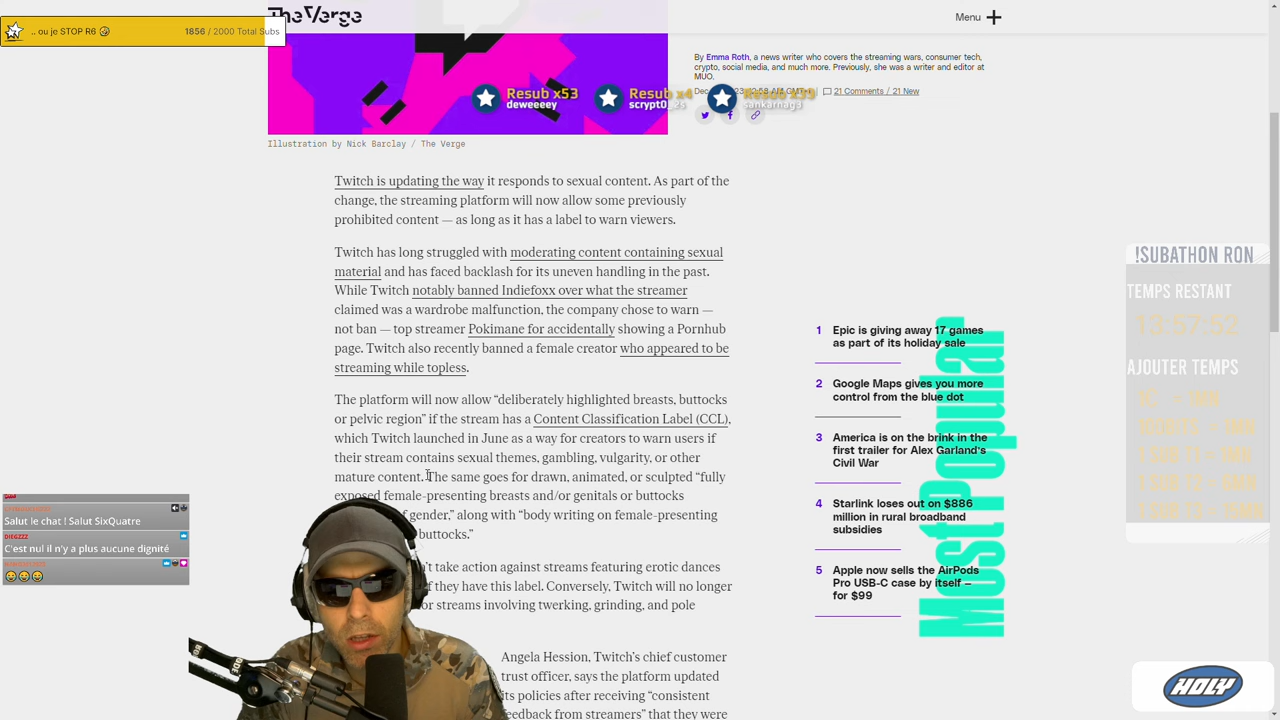 TheVerge
Menu
.. ou je STOP R6
1856 / 2000 Total Subs
By Emma Roth, a news writer who covers the streaming wars, consumer tech,
crypto, social media, and much more. Previously, she was a writer and editor at
MUO.
21 Comments / 21 New
Resub x53
deweeeey
Resub x4
Resub x35
sankarnag3
Illustration by Nick Barclay / The Verge
Twitch is updating the way it responds to sexual content. As part of the
change, the streaming platform will now allow some previously
prohibited content — as long as it has a label to warn viewers.
Twitch has long struggled with moderating content containing sexual
material and has faced backlash for its uneven handling in the past.
While Twitch notably banned Indiefoxx over what the streamer
claimed was a wardrobe malfunction, the company chose to warn —
not ban — top streamer Pokimane for accidentally showing a Pornhub
page. Twitch also recently banned a female creator who appeared to be
streaming while topless.
The platform will now allow “deliberately highlighted breasts, buttocks
or pelvic region” if the stream has a Content Classification Label (CCL),
which Twitch launched in June as a way for creators to warn users if
their stream contains sexual themes, gambling, vulgarity, or other
mature content. The same goes for drawn, animated, or sculpted “fully
exposed female-presenting breasts and/or genitals or buttocks
of gender,” along with “body writing on female-presenting
buttocks.”
't take action against streams featuring erotic dances
f they have this label. Conversely, Twitch will no longer
or streams involving twerking, grinding, and pole
Angela Hession, Twitch’s chief customer
trust officer, says the platform updated
its policies after receiving “consistent
feedback from streamers” that they were
Most Popular
1 Epic is giving away 17 games
as part of its holiday sale
2 Google Maps gives you more
control from the blue dot
3 America is on the brink in the
first trailer for Alex Garland’s
Civil War
4 Starlink loses out on $886
million in rural broadband
subsidies
5 Apple now sells the AirPods
Pro USB-C case by itself —
for $99
!SUBATHON RON
TEMPS RESTANT
13:57:52
AJOUTER TEMPS
Salut le chat ! Salut SixQuatre
DIEGZZZ
C'est nul il n'y a plus aucune dignité
HOLY